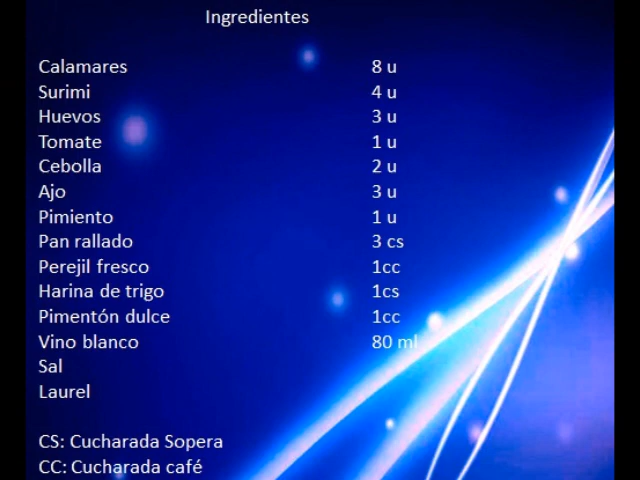 Ingredientes
Calamares 8 u
Surimi 4 u
Huevos 3 u
Tomate 1 u
Cebolla 2 u
Ajo 3 u
Pimiento 1 u
Pan rallado 3 cs
Perejil fresco 1cc
Harina de trigo 1cs
Pimentón dulce 1cc
Vino blanco 80 ml
Sal
Laurel
CS: Cucharada Sopera
CC: Cucharada café